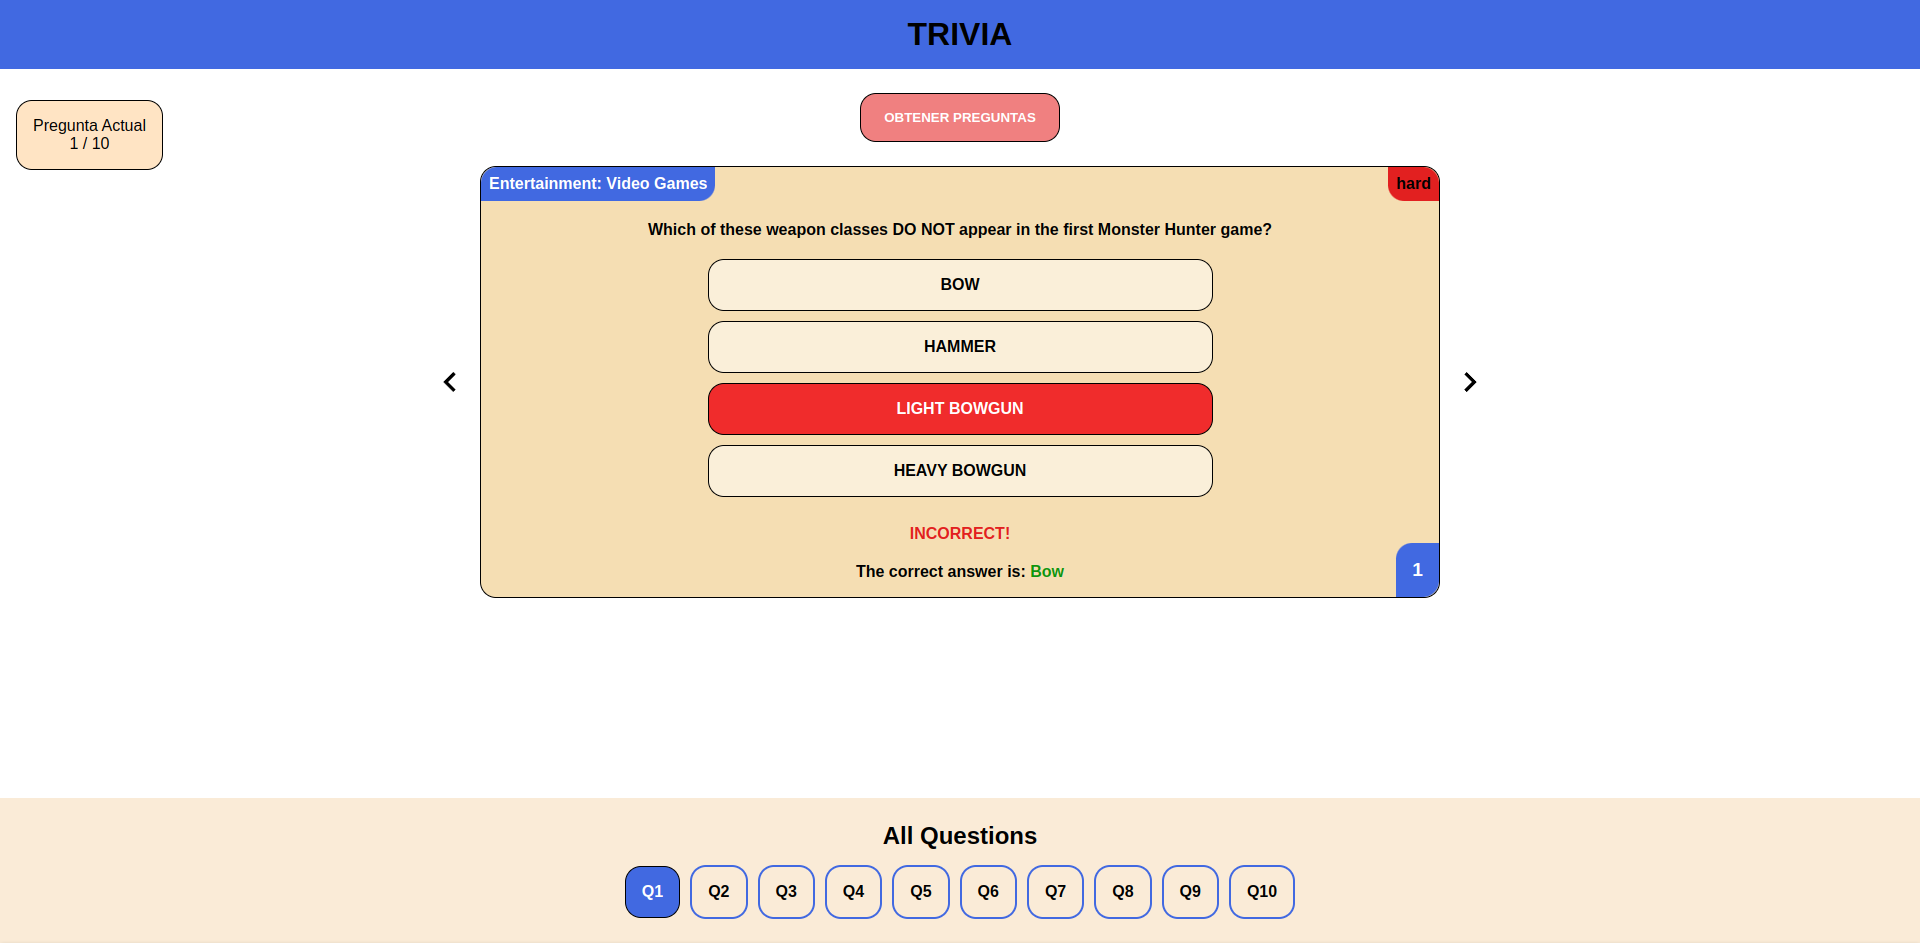 TRIVIA
Pregunta Actual
1 / 10
OBTENER PREGUNTAS
Entertainment: Video Games
hard
Which of these weapon classes DO NOT appear in the first Monster Hunter game?
BOW
HAMMER
LIGHT BOWGUN
HEAVY BOWGUN
INCORRECT!
The correct answer is: Bow
1
All Questions
Q1 Q2 Q3 Q4 Q5 Q6 Q7 Q8 Q9 Q10